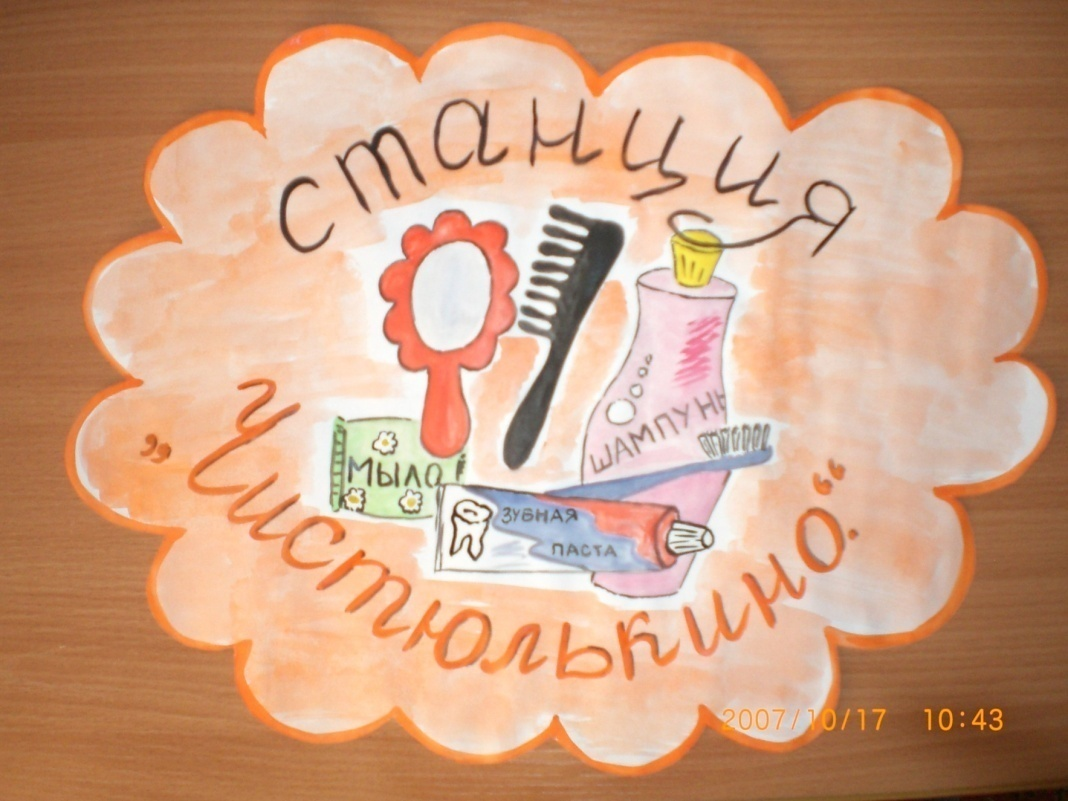 станция
МЫЛО
ШАМПУНЬ
ЗУБНАЯ
ПАСТА
„Чистюлькино.“
2007/10/17 10:43